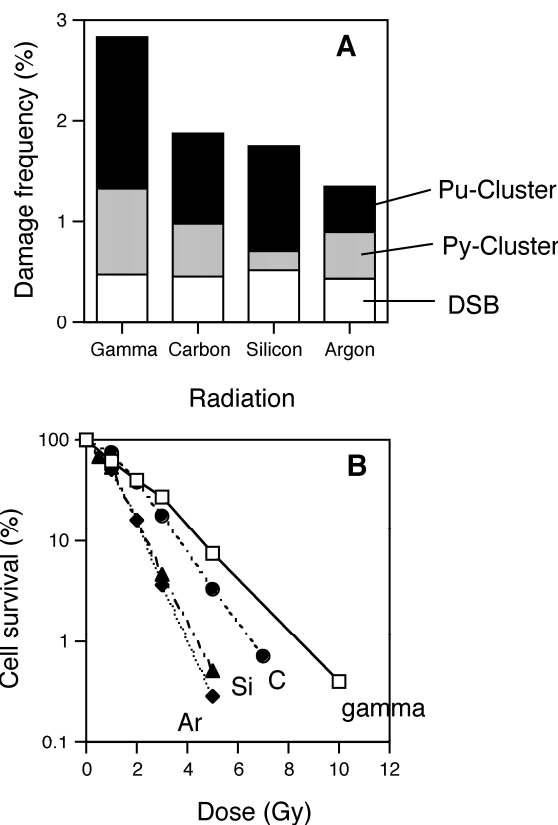 A
Damage frequency (%)
3
2
1
0
Pu-Cluster
Py-Cluster
DSB
Gamma Carbon Silicon Argon
Radiation
B
Cell survival (%)
100
10
1
0.1
Si C
gamma
Ar
0 2 4 6 8 10 12
Dose (Gy)